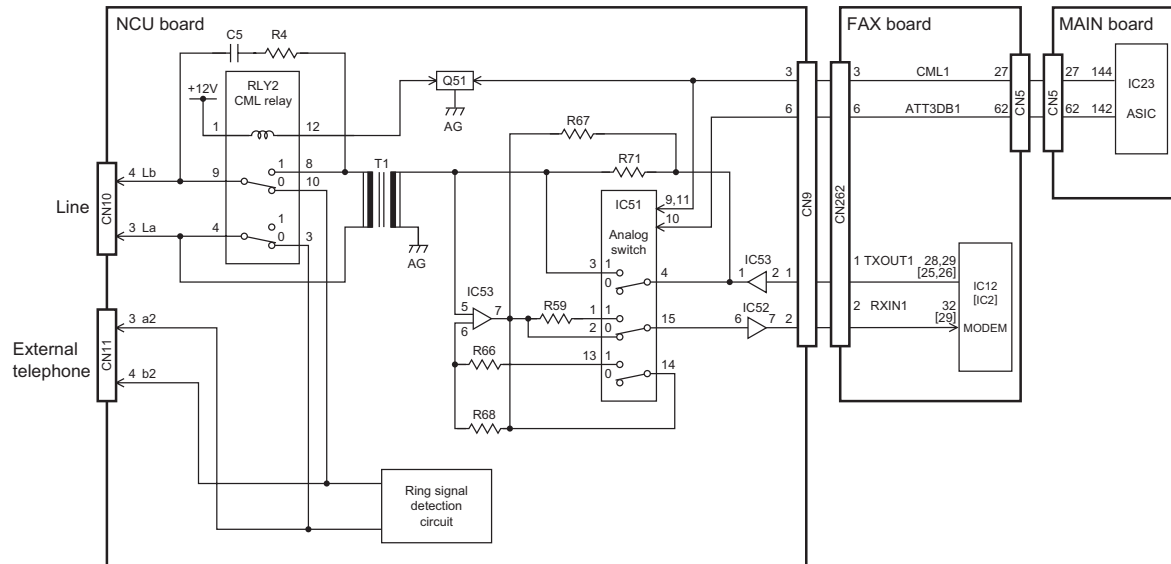 NCU board
FAX board
MAIN board
C5
R4
+12V
RLY2
CML relay
1
12
Q51
AG
3
3
CML1
27
27
144
IC23
ASIC
6
6
ATT3DB1
62
62
142
CN5
CN5
R67
R71
T1
AG
Line
CN10
4 Lb
9
1
8
0
10
3 La
4
1
0
3
CN9
CN262
IC51
Analog
switch
9,11
10
3
1
0
4
IC53
1
2
1
1
TXOUT1
28,29
[25,26]
IC12
[IC2]
MODEM
IC53
5
6
7
R59
1
1
2
0
15
IC52
6
7
2
2
RXIN1
32
[29]
R66
13
1
0
14
R68
External
telephone
CN11
3 a2
4 b2
Ring signal
detection
circuit